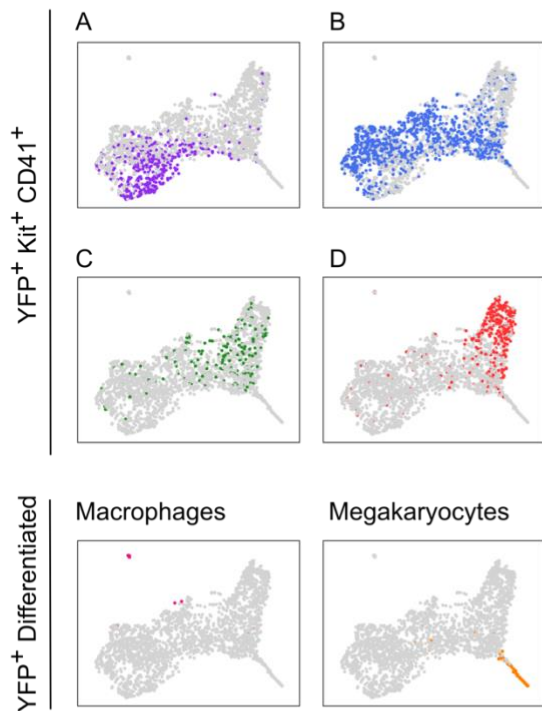 A
B
YFP+ Kit+ CD41+
C
D
Macrophages
Megakaryocytes
YFP+ Differentiated